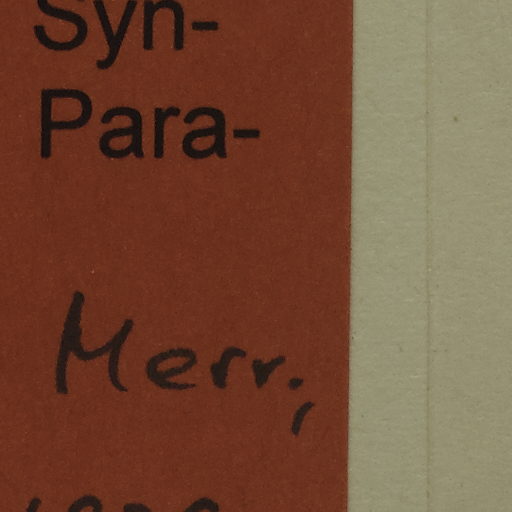 Syn-
Para-
Merr.,